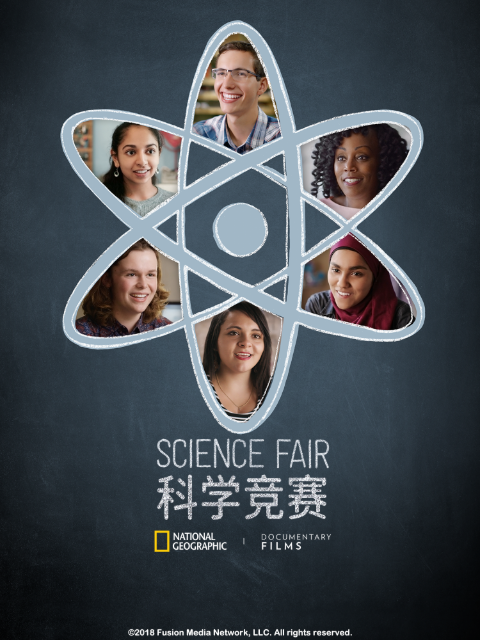 SCIENCE FAIR
科学竞赛
NATIONAL GEOGRAPHIC | DOCUMENTARY FILMS
©2018 Fusion Media Network, LLC. All rights reserved.